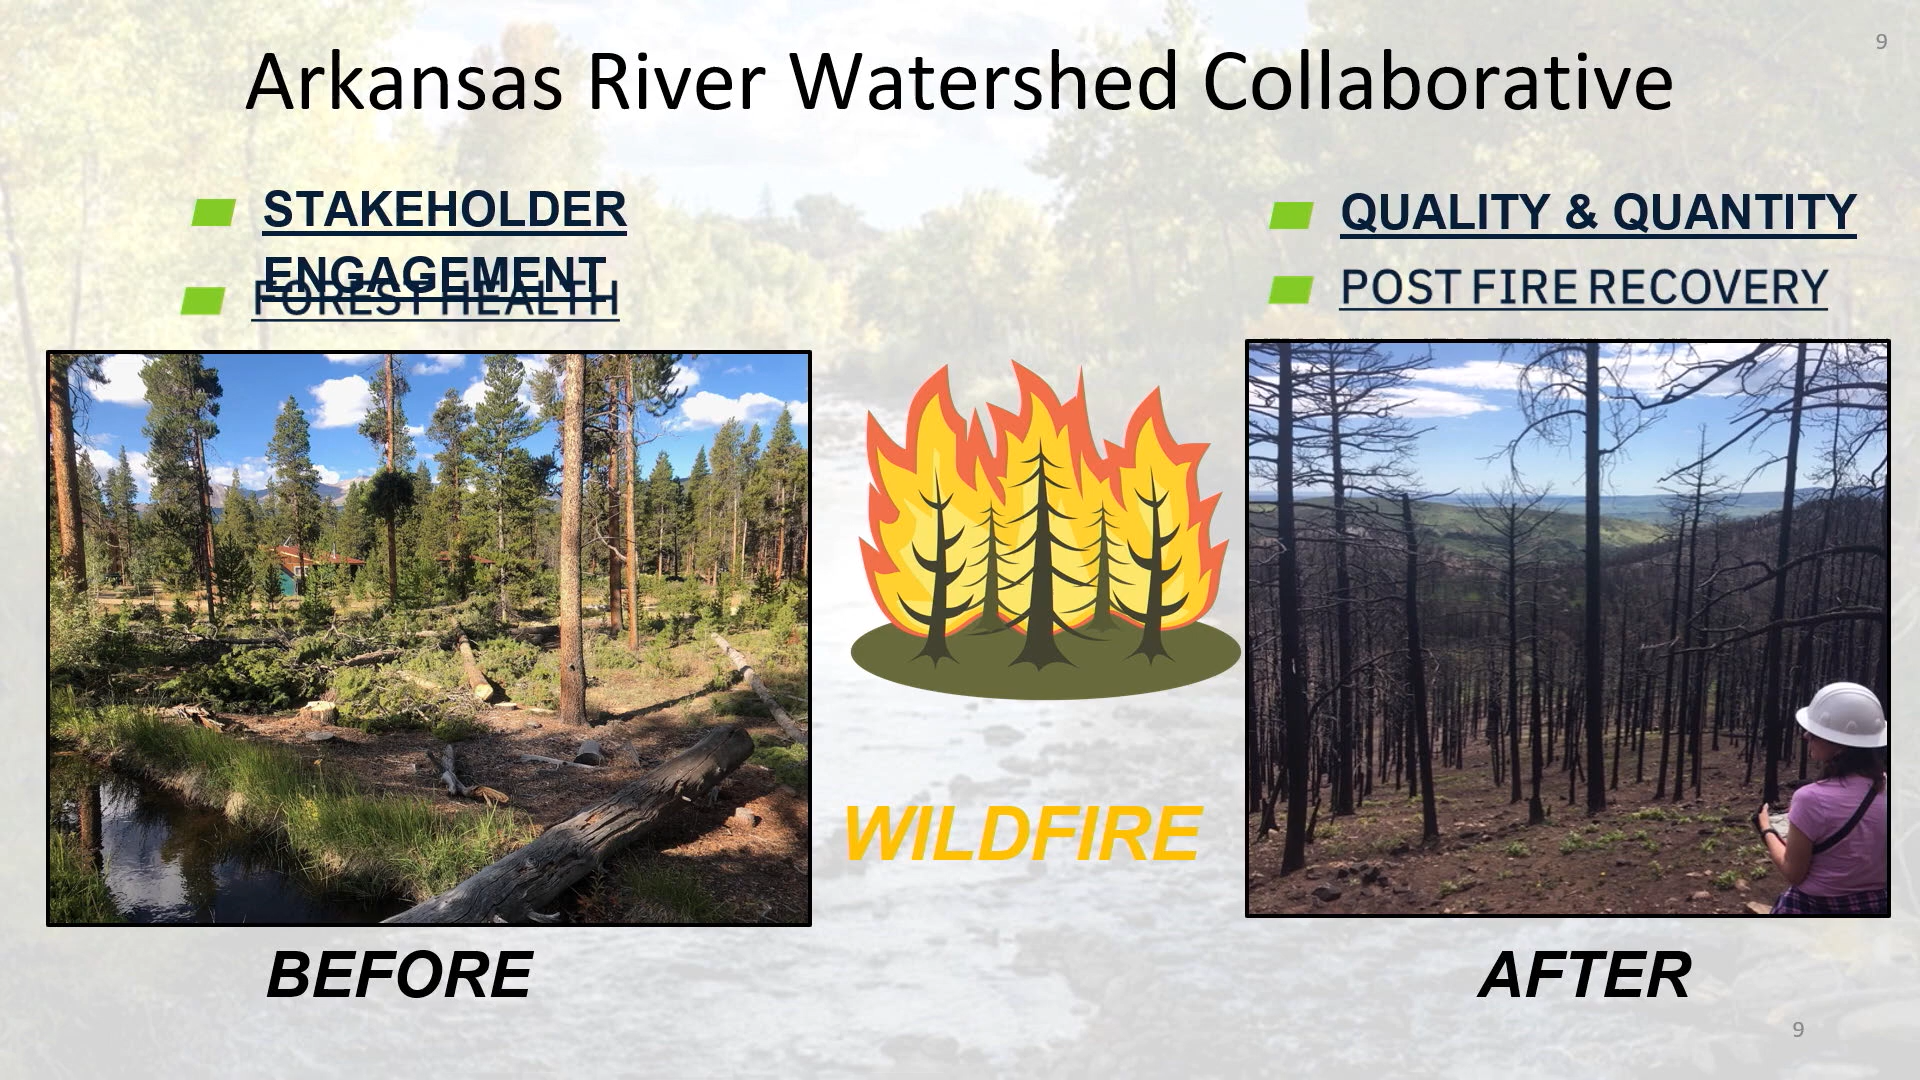 9
Arkansas River Watershed Collaborative
STAKEHOLDER
ENGAGEMENT
FOREST HEALTH
QUALITY & QUANTITY
POST FIRE RECOVERY
WILDFIRE
BEFORE
AFTER
9